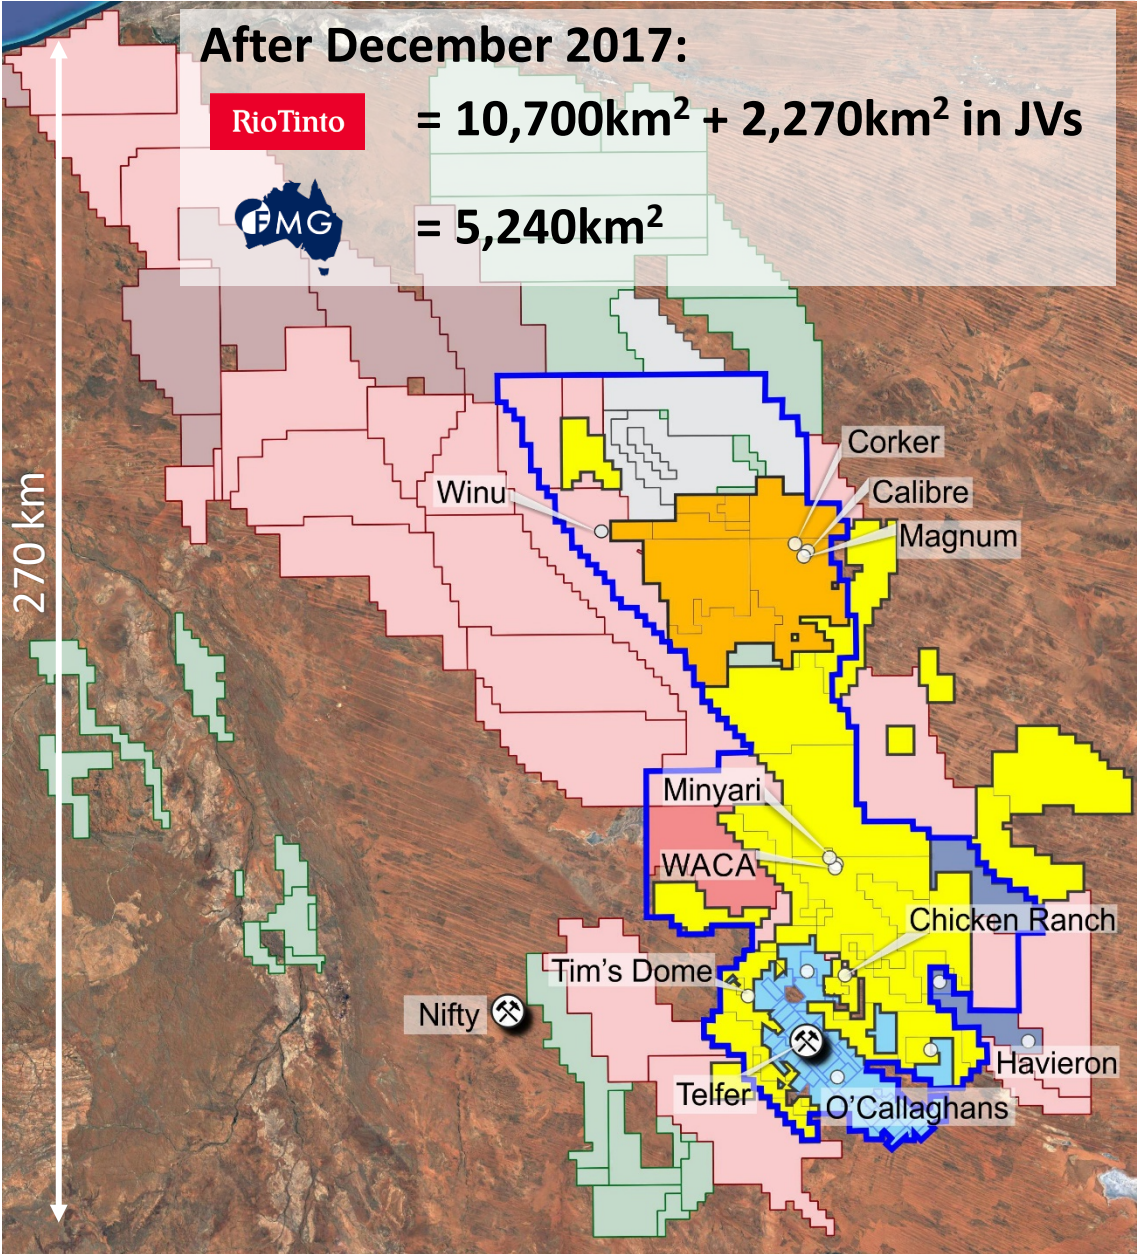 After December 2017:
RioTinto = 10,700km² + 2,270km² in JVs
FMG = 5,240km²
270 km
Corker
Calibre
Winu
Magnum
Minyari
WACA
Chicken Ranch
Tim's Dome
Nifty
Havieron
Telfer
O'Callaghans